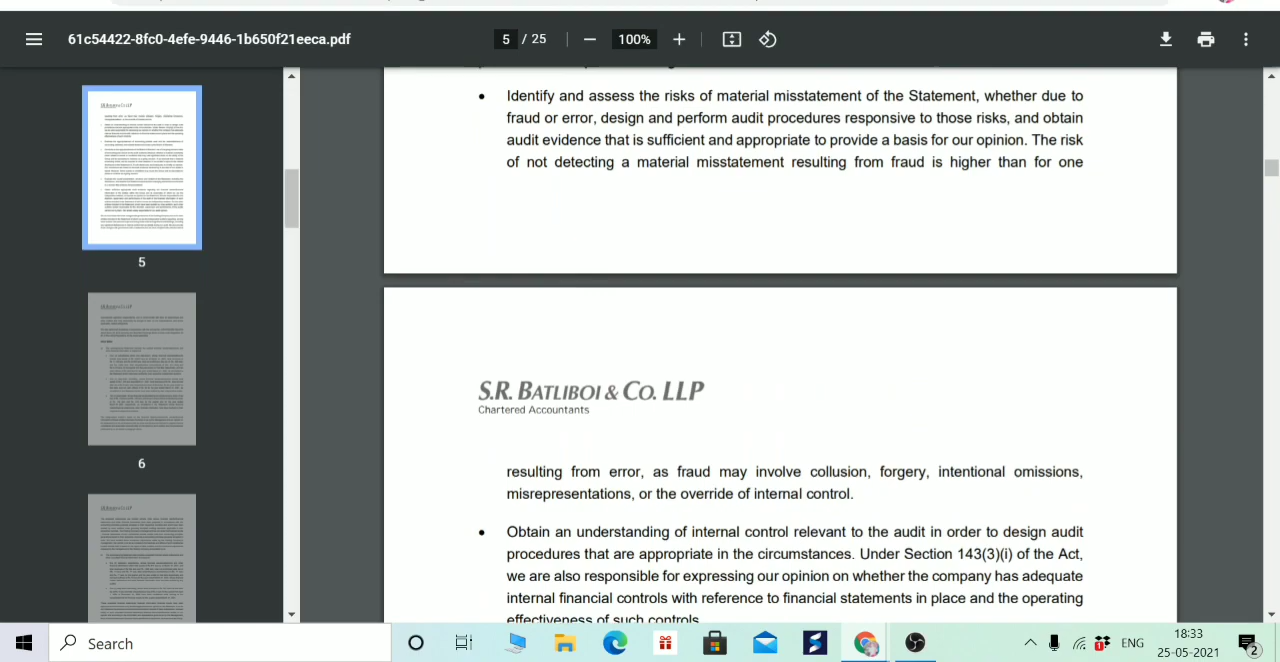 61c54422-8fc0-4efe-9446-1b650f21eeca.pdf
5 / 25
100%
Identify and assess the risks of material misstatement of the Statement, whether due to
fraud or error, design and perform audit procedures responsive to those risks, and obtain
audit evidence that is sufficient and appropriate to provide a basis for our opinion. The risk
of not detecting a material misstatement resulting from fraud is higher than for one
5
6
S.R. BATLIBOI & CO. LLP
Chartered Accountants
resulting from error, as fraud may involve collusion, forgery, intentional omissions,
misrepresentations, or the override of internal control.
Obtain an understanding of internal control relevant to the audit in order to design audit
procedures that are appropriate in the circumstances. Under Section 143(3)(i) of the Act,
we are also responsible for expressing our opinion on whether the company has adequate
internal financial controls with reference to financial statements in place and the operating
effectiveness of such controls.
Search
ENG
18:33
25-05-2021
2